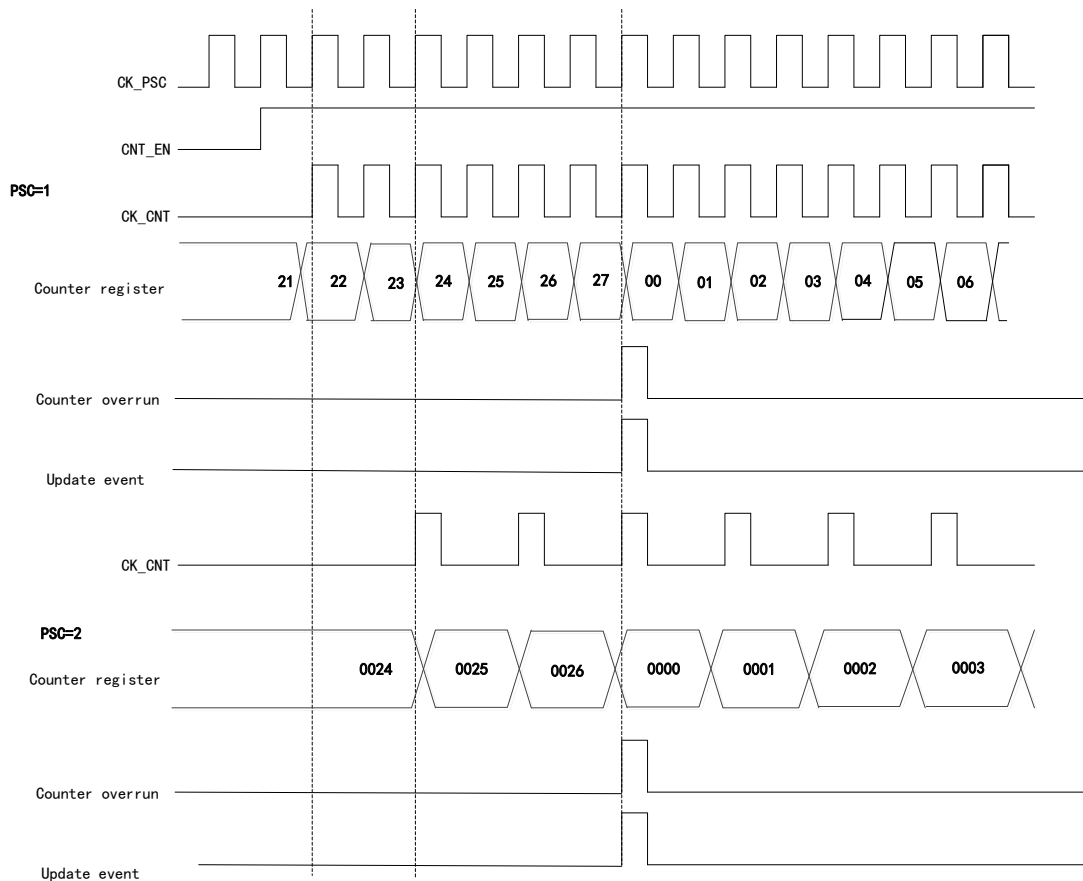 CK_PSC
CNT_EN
PSC=1
CK_CNT
Counter register 21 22 23 24 25 26 27 00 01 02 03 04 05 06
Counter overrun
Update event
CK_CNT
PSC=2
Counter register 0024 0025 0026 0000 0001 0002 0003
Counter overrun
Update event